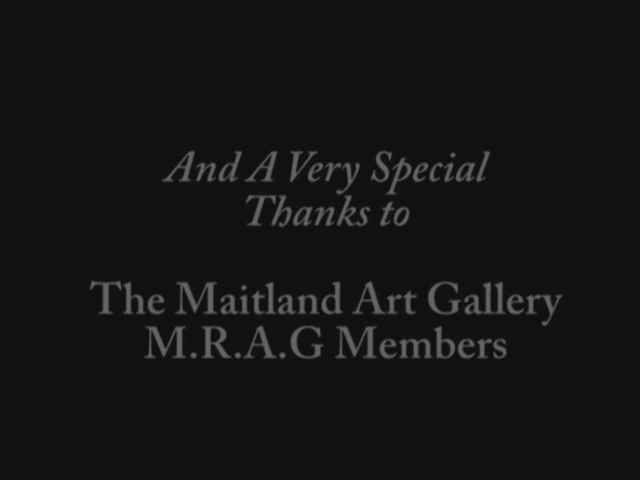 And A Very Special
Thanks to
The Maitland Art Gallery
M.R.A.G Members